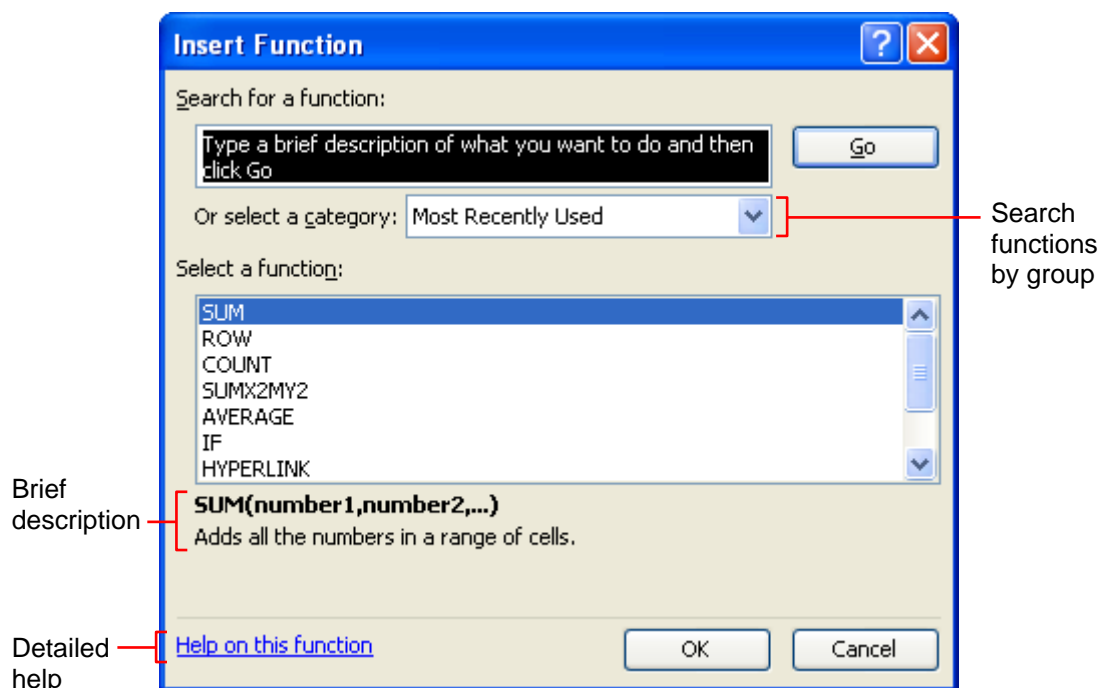 Insert Function
Search for a function:
Type a brief description of what you want to do and then
click Go
Go
Or select a category:
Most Recently Used
Search
functions
by group
Select a function:
SUM
ROW
COUNT
SUMX2MY2
AVERAGE
IF
HYPERLINK
Brief
description
SUM(number1,number2,...)
Adds all the numbers in a range of cells.
Detailed
help
Help on this function
OK
Cancel